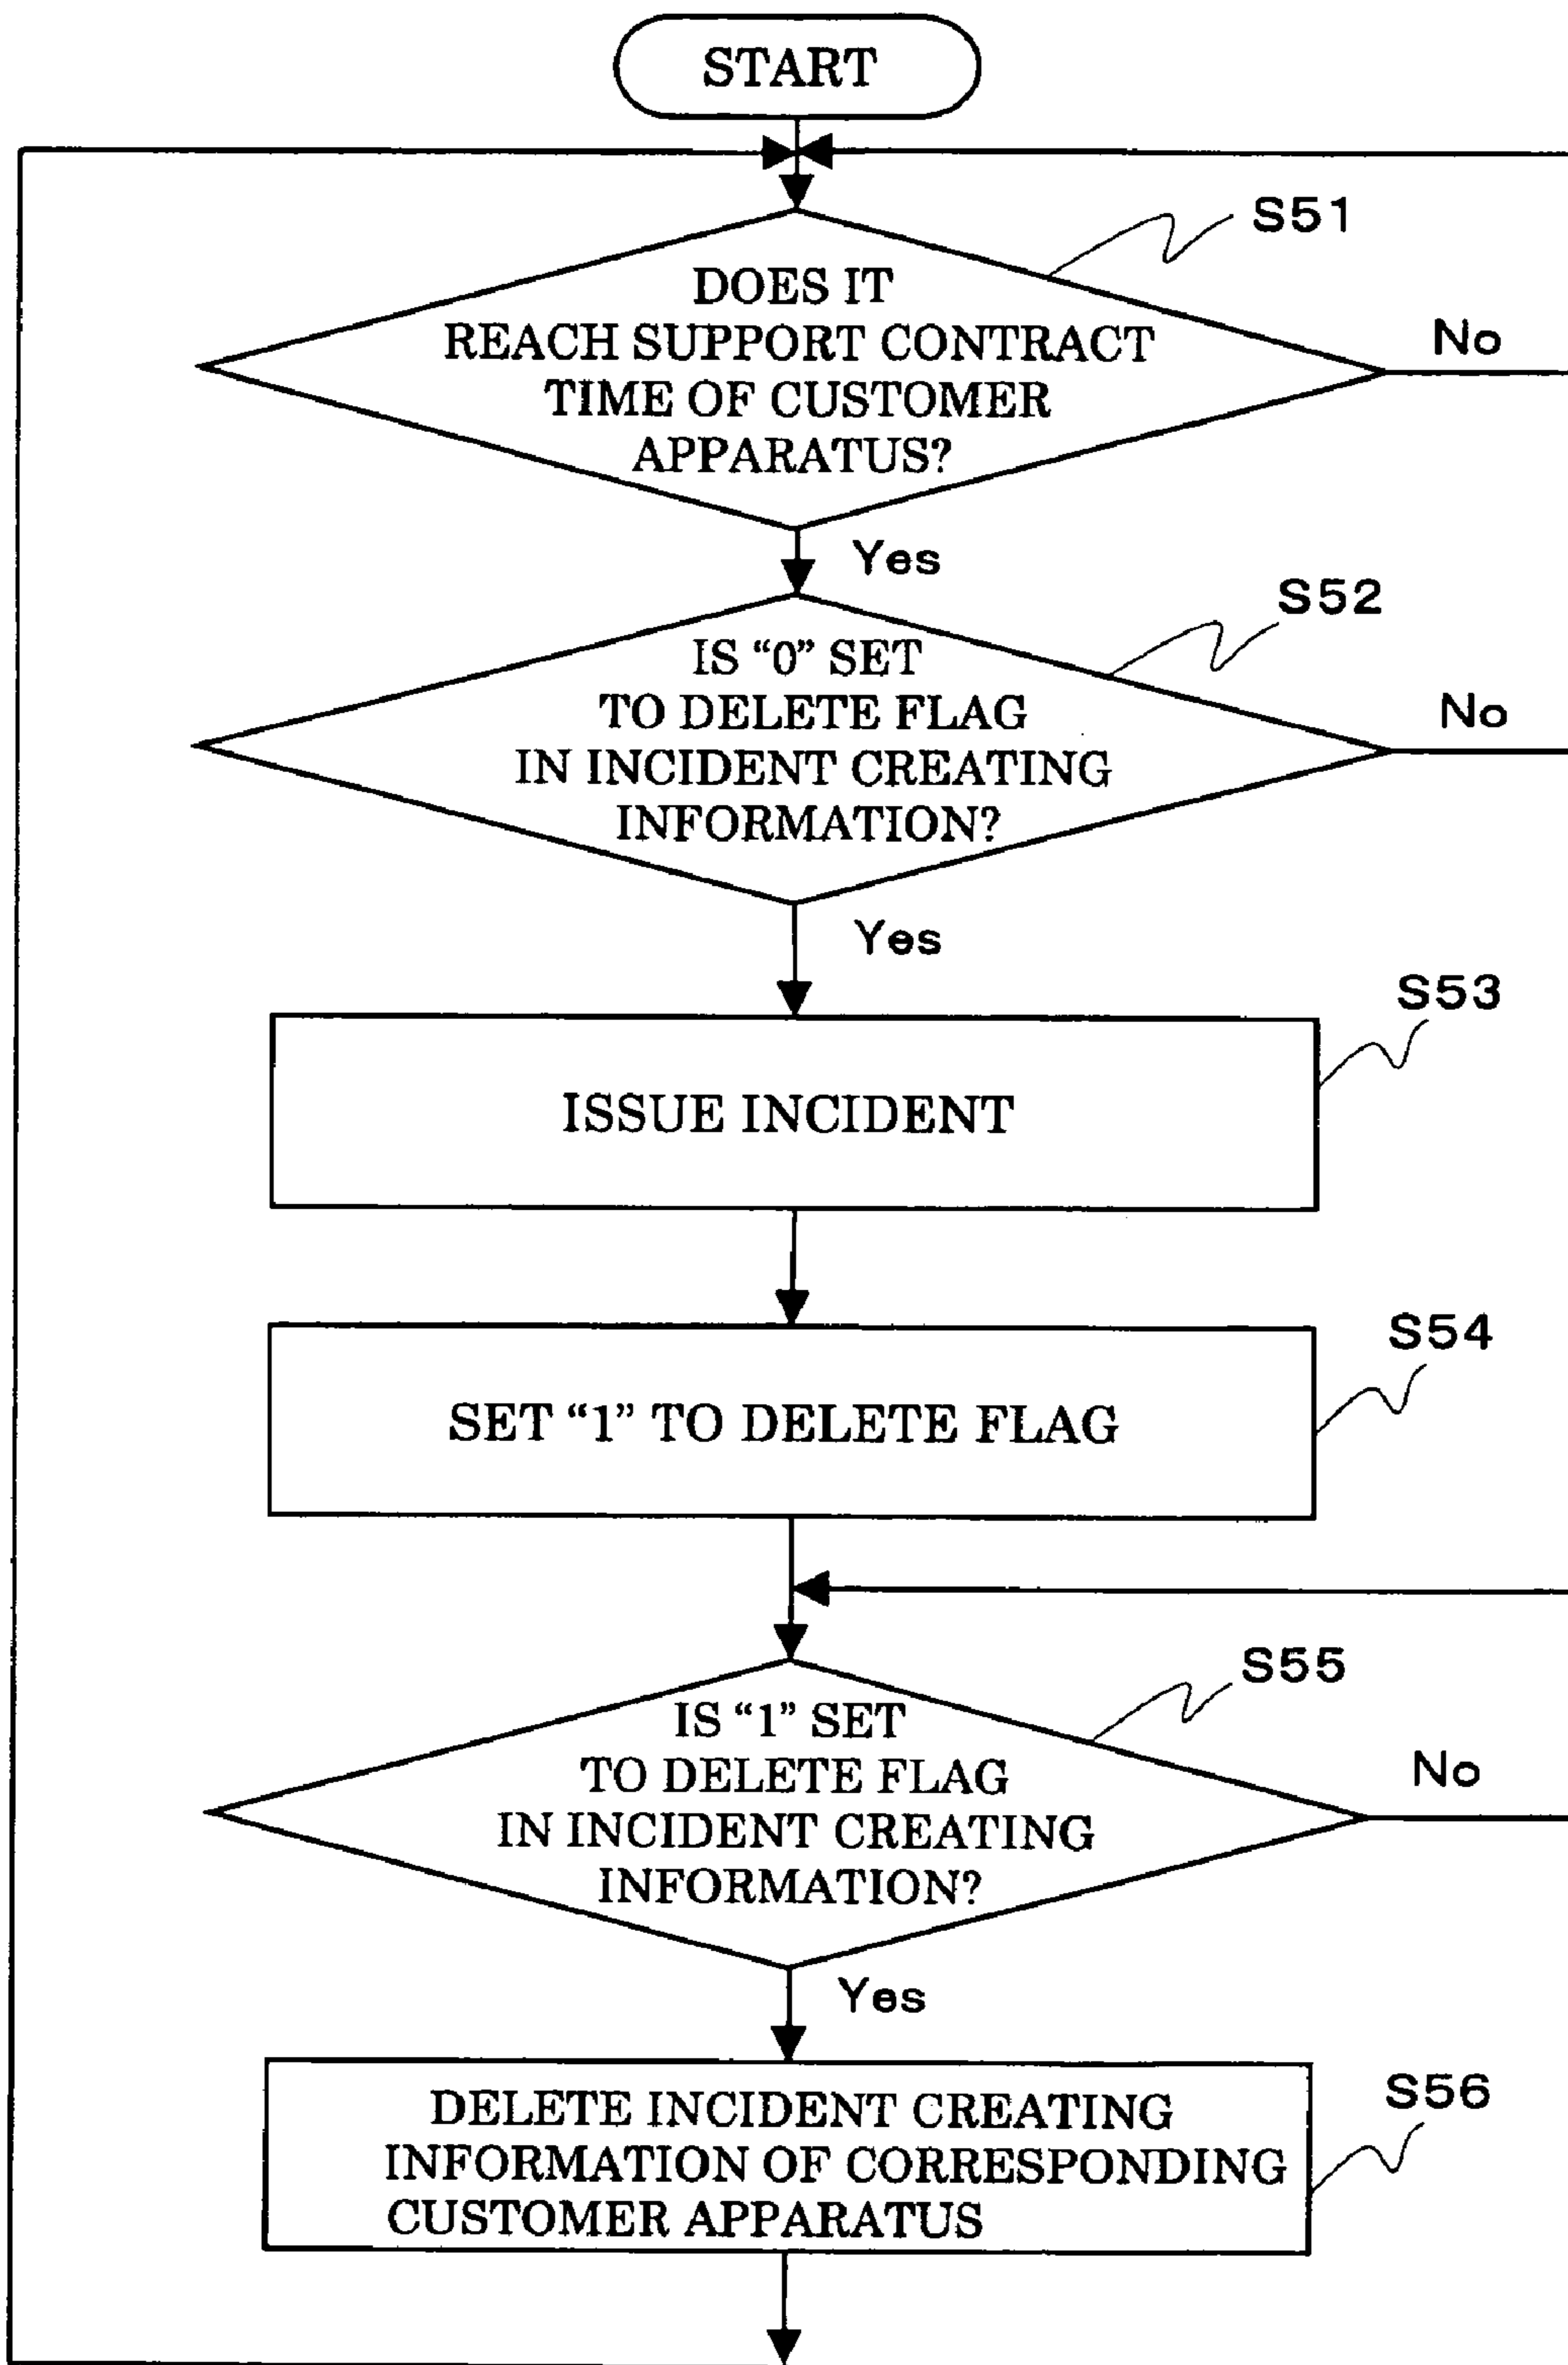 START
S51
DOES IT
REACH SUPPORT CONTRACT
TIME OF CUSTOMER
APPARATUS?
No
Yes
S52
IS “0” SET
TO DELETE FLAG
IN INCIDENT CREATING
INFORMATION?
No
Yes
S53
ISSUE INCIDENT
S54
SET “1” TO DELETE FLAG
S55
IS “1” SET
TO DELETE FLAG
IN INCIDENT CREATING
INFORMATION?
No
Yes
S56
DELETE INCIDENT CREATING
INFORMATION OF CORRESPONDING
CUSTOMER APPARATUS